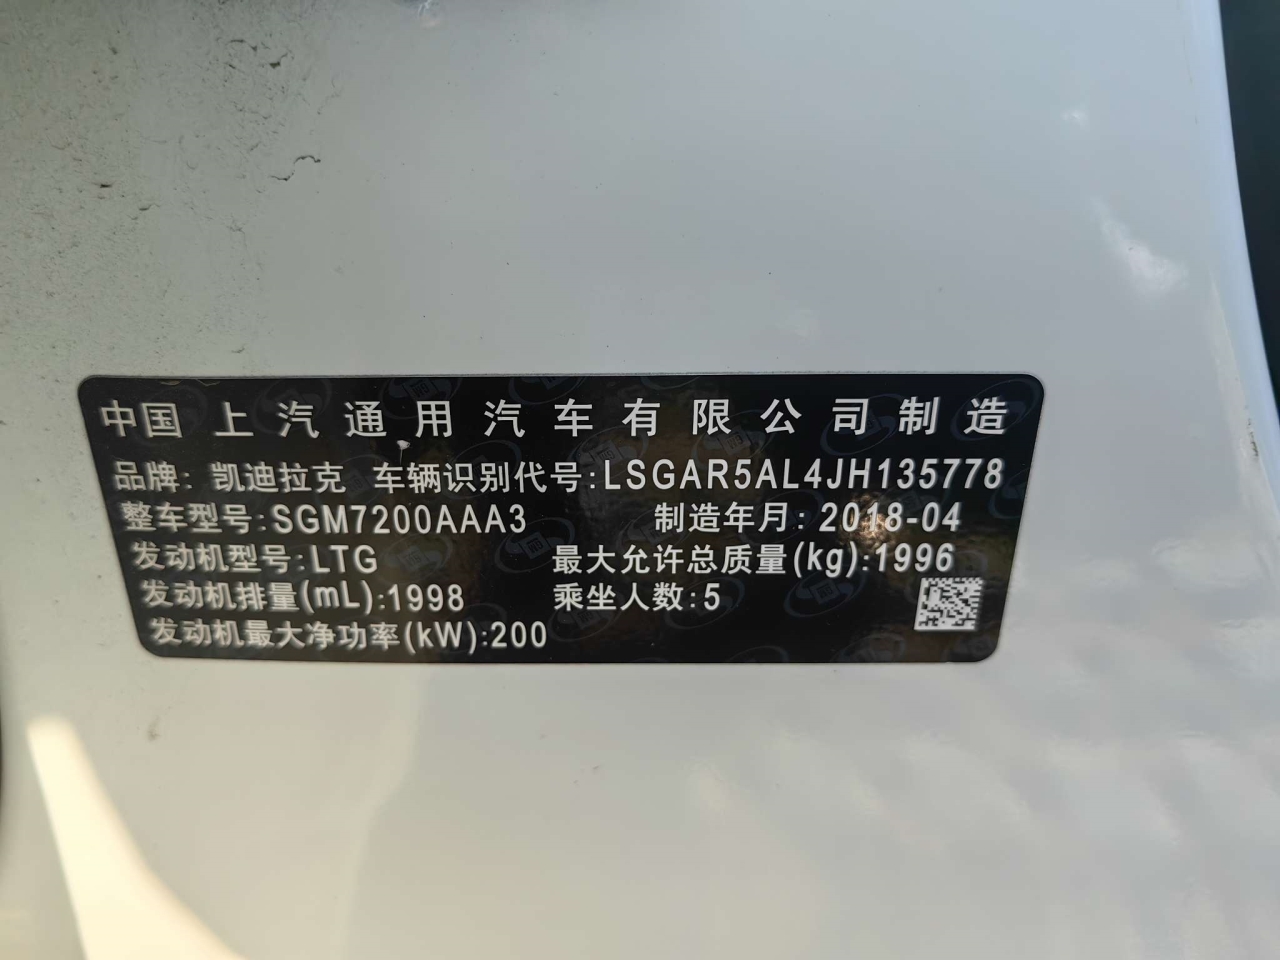 中国 上汽通用汽车有限公司制造
品牌: 凯迪拉克 车辆识别代号:LSGAR5AL4JH135778
整车型号:SGM7200AAA3 制造年月: 2018-04
发动机型号:LTG 最大允许总质量(kg):1996
发动机排量(mL):1998 乘坐人数:5
发动机最大净功率(kW):200